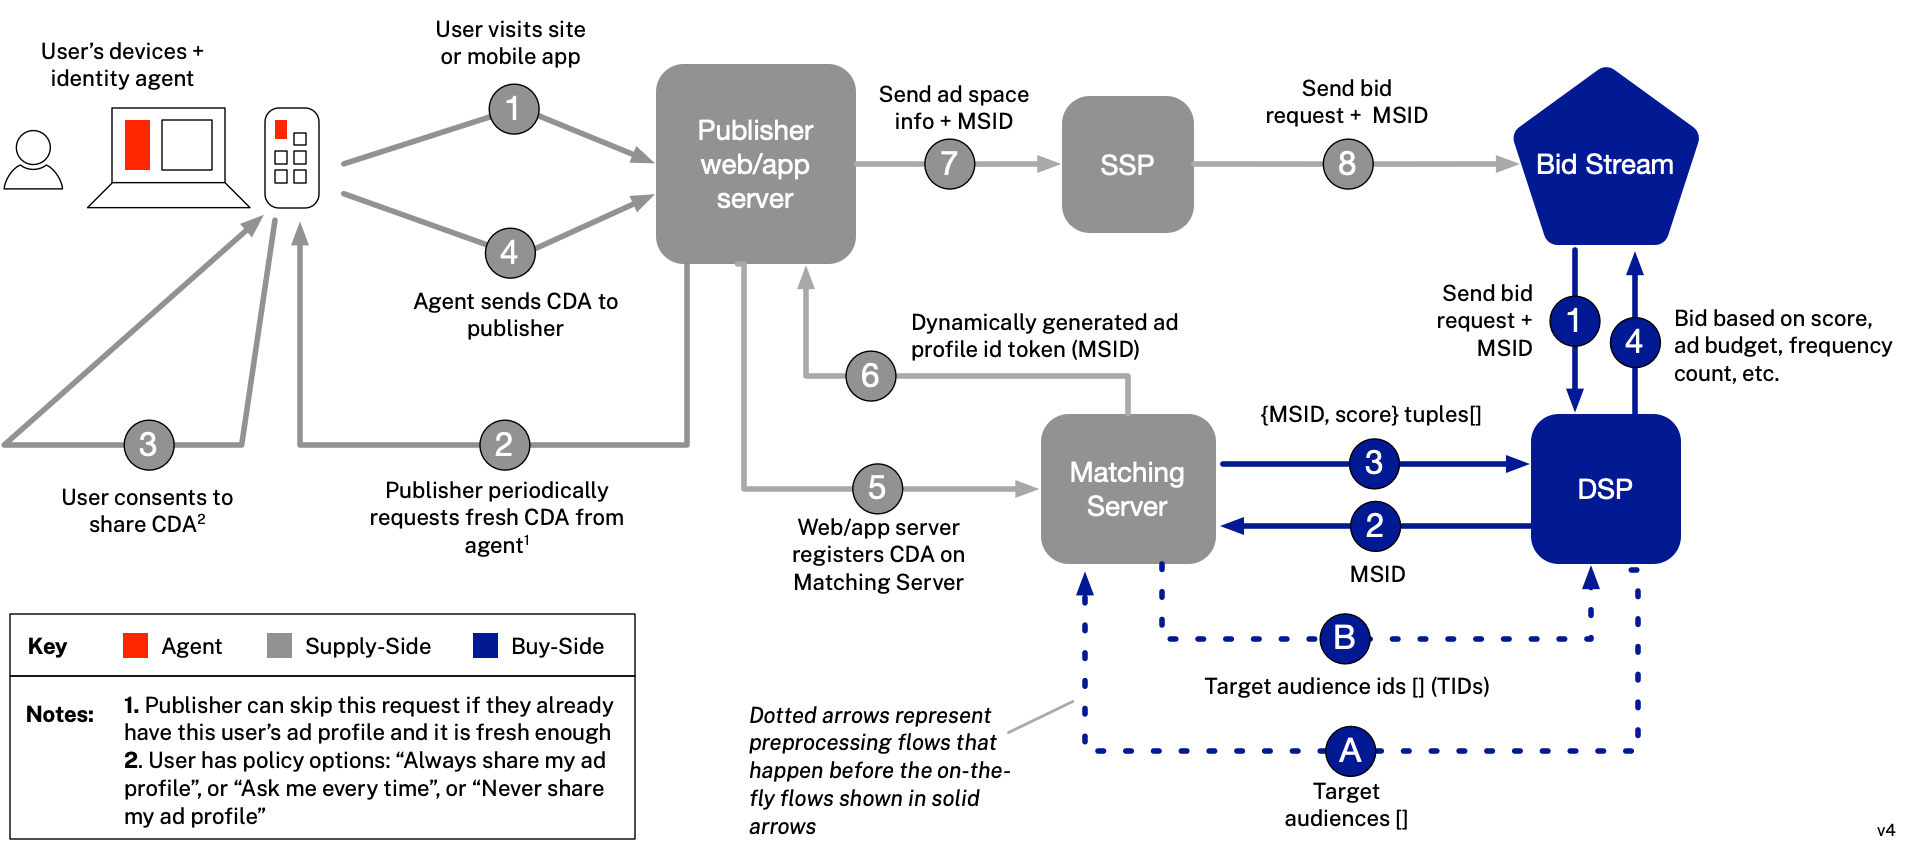 User’s devices +
identity agent
User visits site
or mobile app
1
4
Agent sends CDA to
publisher
Publisher
web/app
server
Send ad space
info + MSID
7
SSP
Send bid
request +  MSID
8
Bid Stream
Send bid
request +
MSID
1
4
Bid based on score,
ad budget, frequency
count, etc.
Dynamically generated ad
profile id token (MSID)
6
3
User consents to
share CDA2
2
Publisher periodically
requests fresh CDA from
agent1
5
Web/app server
registers CDA on
Matching Server
Matching
Server
{MSID, score} tuples[]
3
2
MSID
DSP
B
Target audience ids [] (TIDs)
A
Target
audiences []
Dotted arrows represent
preprocessing flows that
happen before the on-the-
fly flows shown in solid
arrows
Key
Agent
Supply-Side
Buy-Side
Notes:
1. Publisher can skip this request if they already
have this user’s ad profile and it is fresh enough
2. User has policy options: “Always share my ad
profile”, or “Ask me every time”, or “Never share
my ad profile”
v4